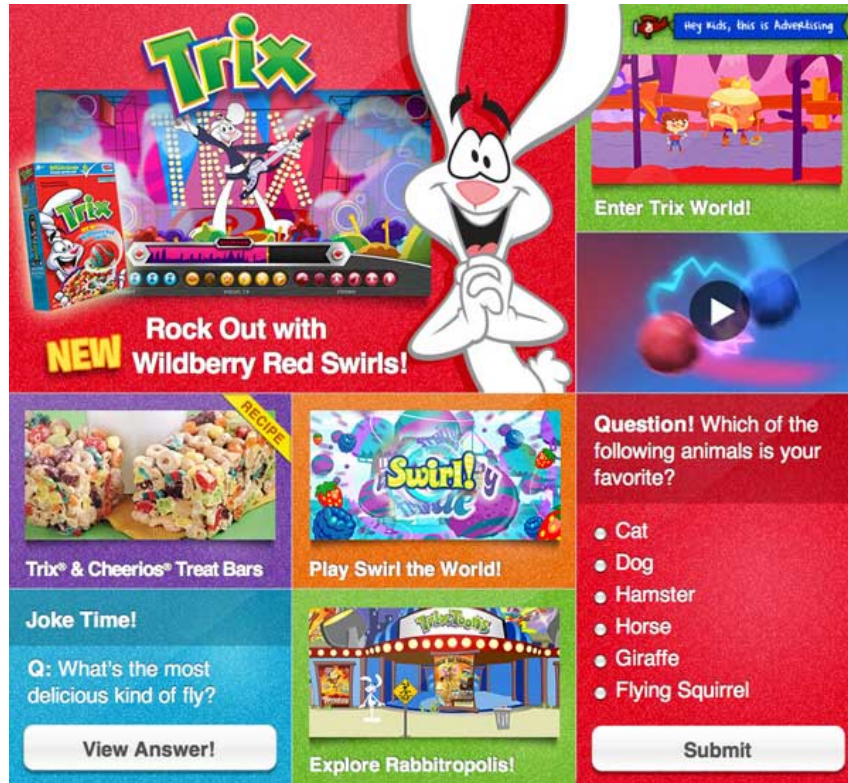 Trix
Hey Kids, this is Advertising
TRIX
Trix
Enter Trix World!
NEW
Rock Out with
Wildberry Red Swirls!
RECIPE
Trix® & Cheerios® Treat Bars
Swirl!
Play Swirl the World!
Question! Which of the
following animals is your
favorite?
Cat
Dog
Hamster
Horse
Giraffe
Flying Squirrel
Submit
Joke Time!
Q: What's the most
delicious kind of fly?
View Answer!
TrixToons
Explore Rabbitropolis!